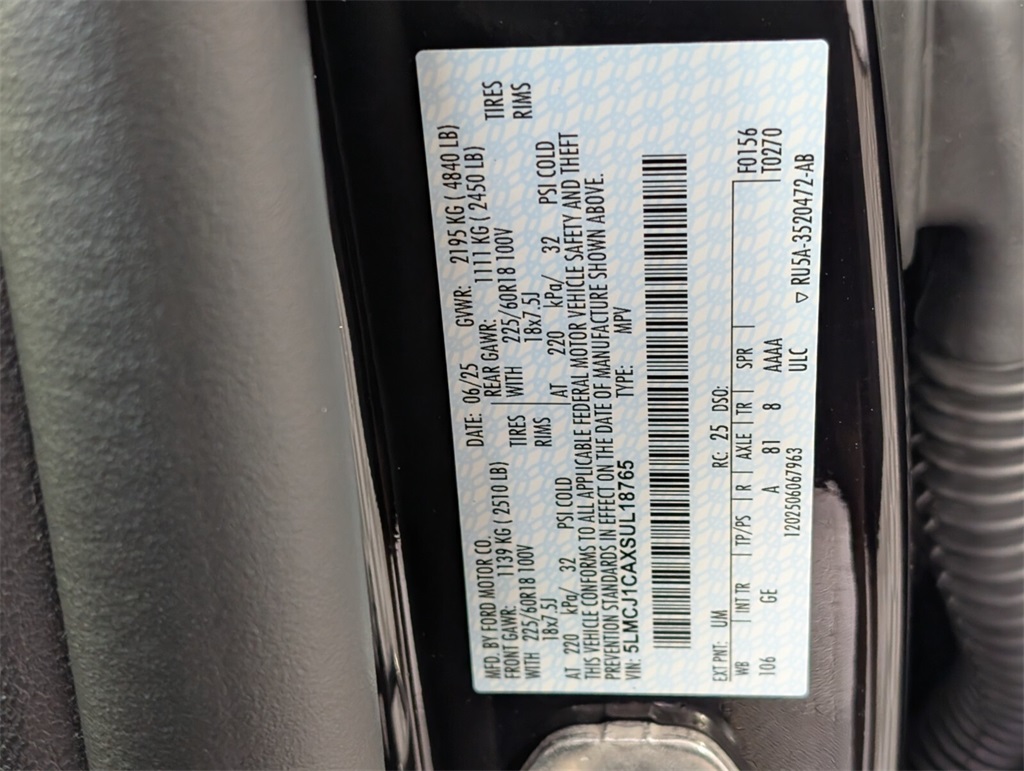 MFD. BY FORD MOTOR CO. DATE: 06/25 GVWR: 2195 KG ( 4840 LB)
FRONT GAWR: 1139 KG ( 2510 LB) REAR GAWR: 1111 KG ( 2450 LB)
WITH 225/60R18 100V TIRES WITH 225/60R18 100V TIRES
18x7.5J RIMS 18x7.5J RIMS
AT 220 kPa/ 32 PSI COLD AT 220 kPa/ 32 PSI COLD
THIS VEHICLE CONFORMS TO ALL APPLICABLE FEDERAL MOTOR VEHICLE SAFETY AND THEFT
PREVENTION STANDARDS IN EFFECT ON THE DATE OF MANUFACTURE SHOWN ABOVE.
VIN: 5LMCJ1CAXSUL18765 TYPE: MPV
EXT PNT: UM RC: 25 DSO: F0156
WB INT TR TP/PS R AXLE TR SPR T0270
106 GE A 81 8 AAAA
ULC
1202506067963 ▽ RU5A-3520472-AB